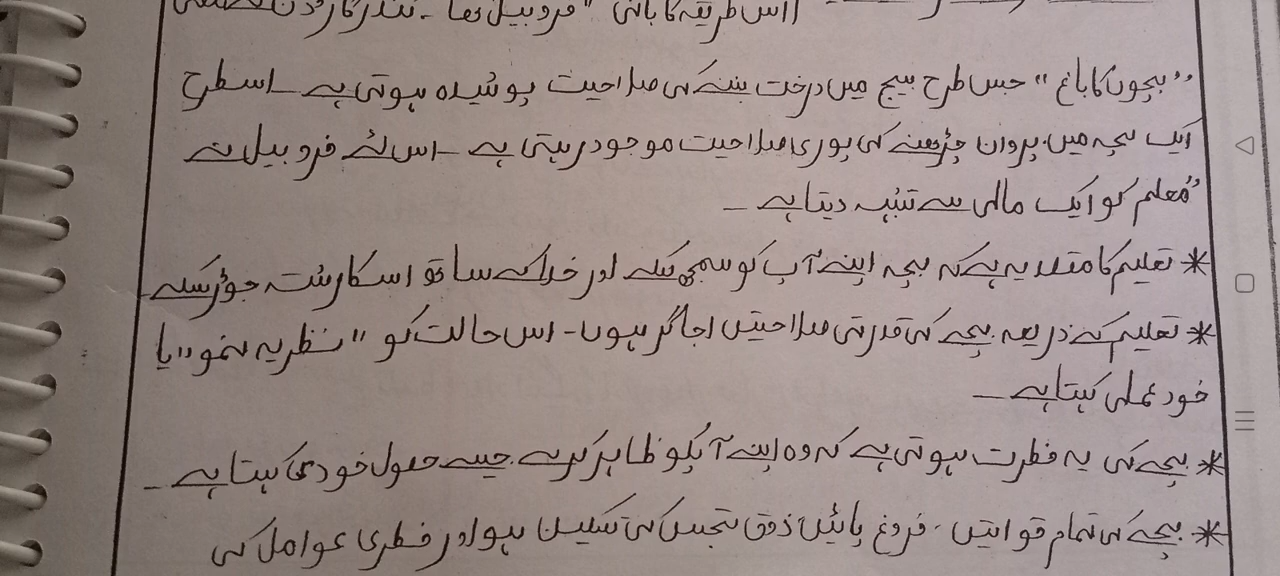 اس طریقہ کا بانی "فروبیل تھا ۔ کنڈر گارڈن
"بچوں کا باغ" جس طرح بیج میں درخت بننے کی صلاحیت پوشیدہ ہوتی ہے ۔ اسطرح
ایک بچہ میں پروان چڑھنے کی پوری صلاحیت موجود رہتی ہے ۔ اس لئے فروبیل نے
"معلم کو ایک مالی سے تشبیہ دیتا ہے ۔
* تعلیم کا مقصد یہ ہے کہ بچہ اپنے آپ کو سمجھ سکے اور خدا کے ساتھ اسکا رشتہ جوڑ سکے ۔
* تعلیم کے ذریعہ بچے کی قدرتی صلاحیتیں اجاگر ہوں ۔ اس حالت کو "نظریہ نمو" یا
خود عملی کہتا ہے ۔
* بچے کی یہ فطرت ہوتی ہے کہ وہ اپنے آپکو ظاہر کرے جسے حصول خودی کہتا ہے ۔
* بچے کی تمام قوانیں ، فروغ پائیں ذوق تجسس کی تسکین ہو اور فطری عوامل کی